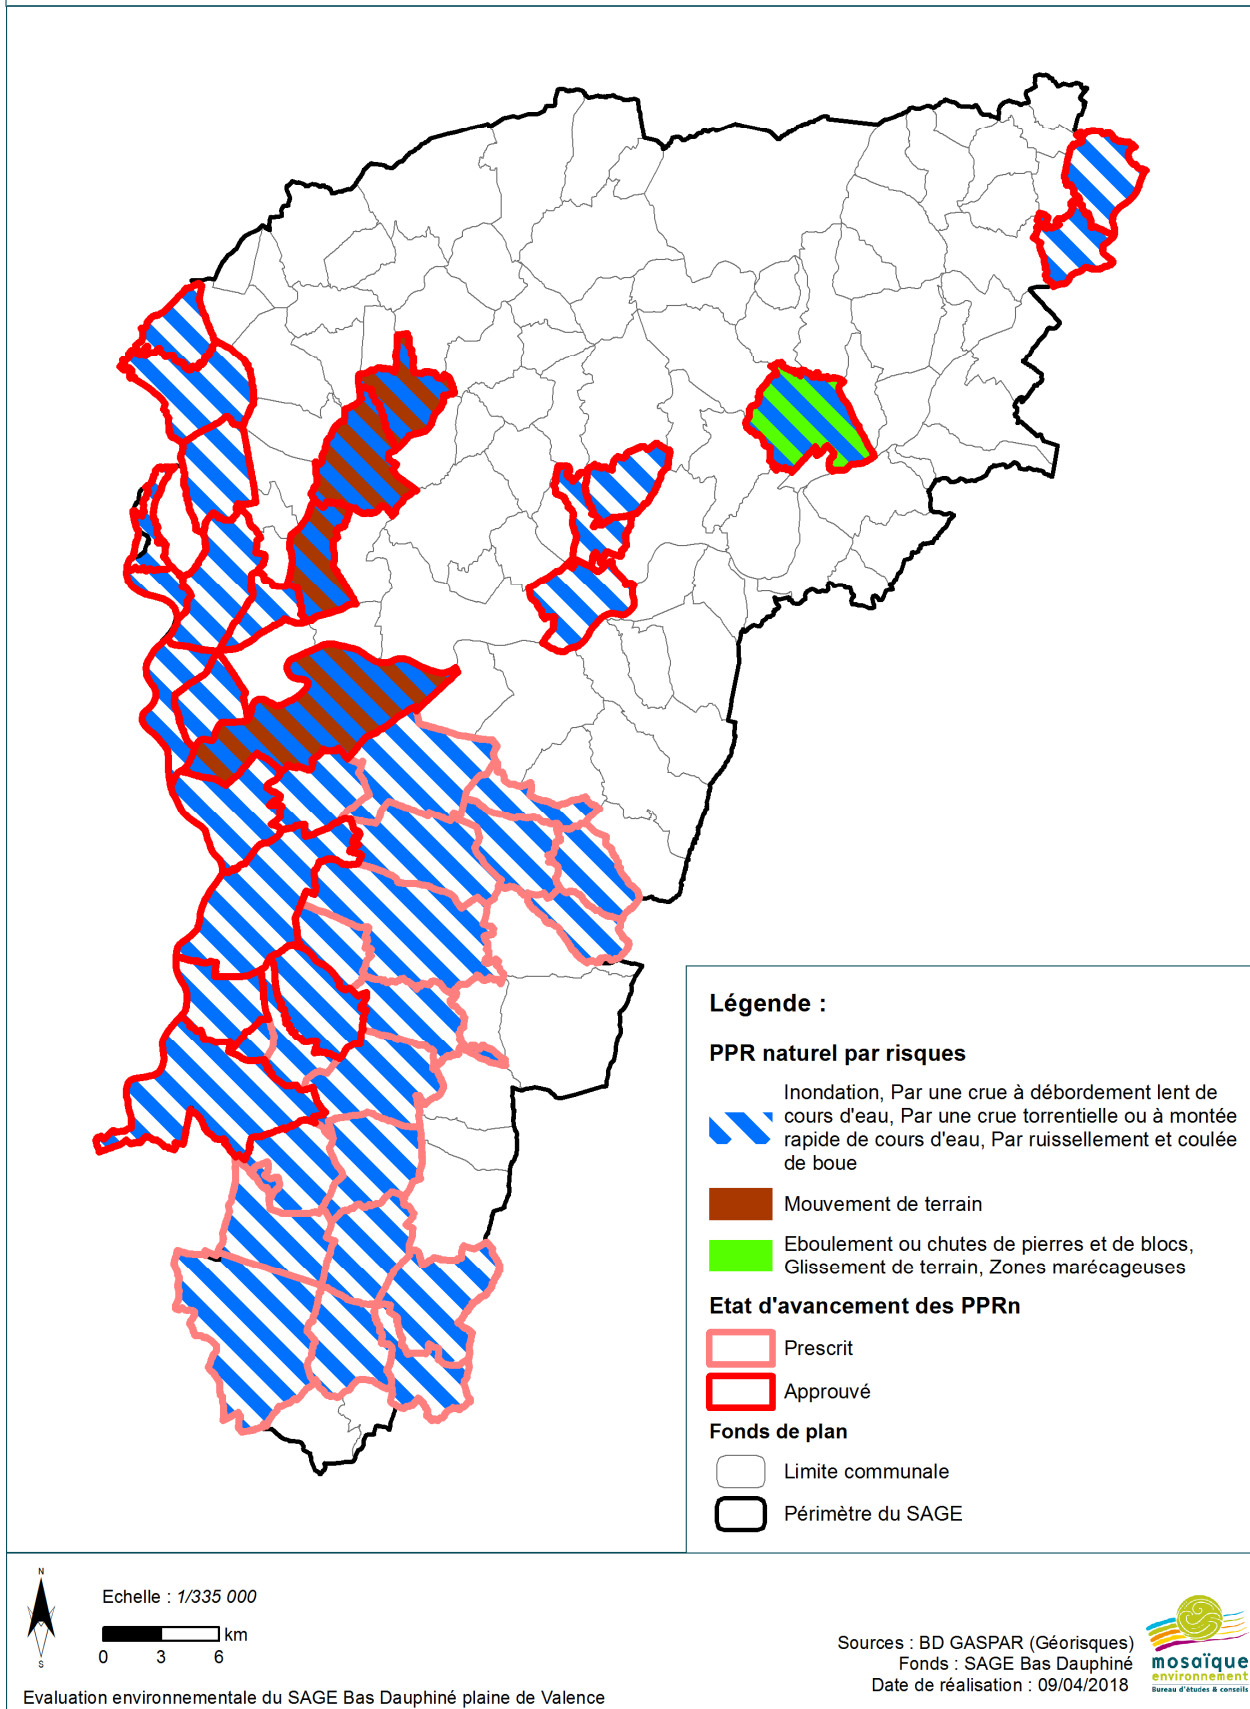 Légende :
PPR naturel par risques
Inondation, Par une crue à débordement lent de
cours d'eau, Par une crue torrentielle ou à montée
rapide de cours d'eau, Par ruissellement et coulée
de boue
Mouvement de terrain
Eboulement ou chutes de pierres et de blocs,
Glissement de terrain, Zones marécageuses
Etat d'avancement des PPRn
Prescrit
Approuvé
Fonds de plan
Limite communale
Périmètre du SAGE
N
S
Echelle : 1/335 000
km
0 3 6
Evaluation environnementale du SAGE Bas Dauphiné plaine de Valence
Sources : BD GASPAR (Géorisques)
Fonds : SAGE Bas Dauphiné
Date de réalisation : 09/04/2018
mosaïque
environnement
Bureau d'études & conseils